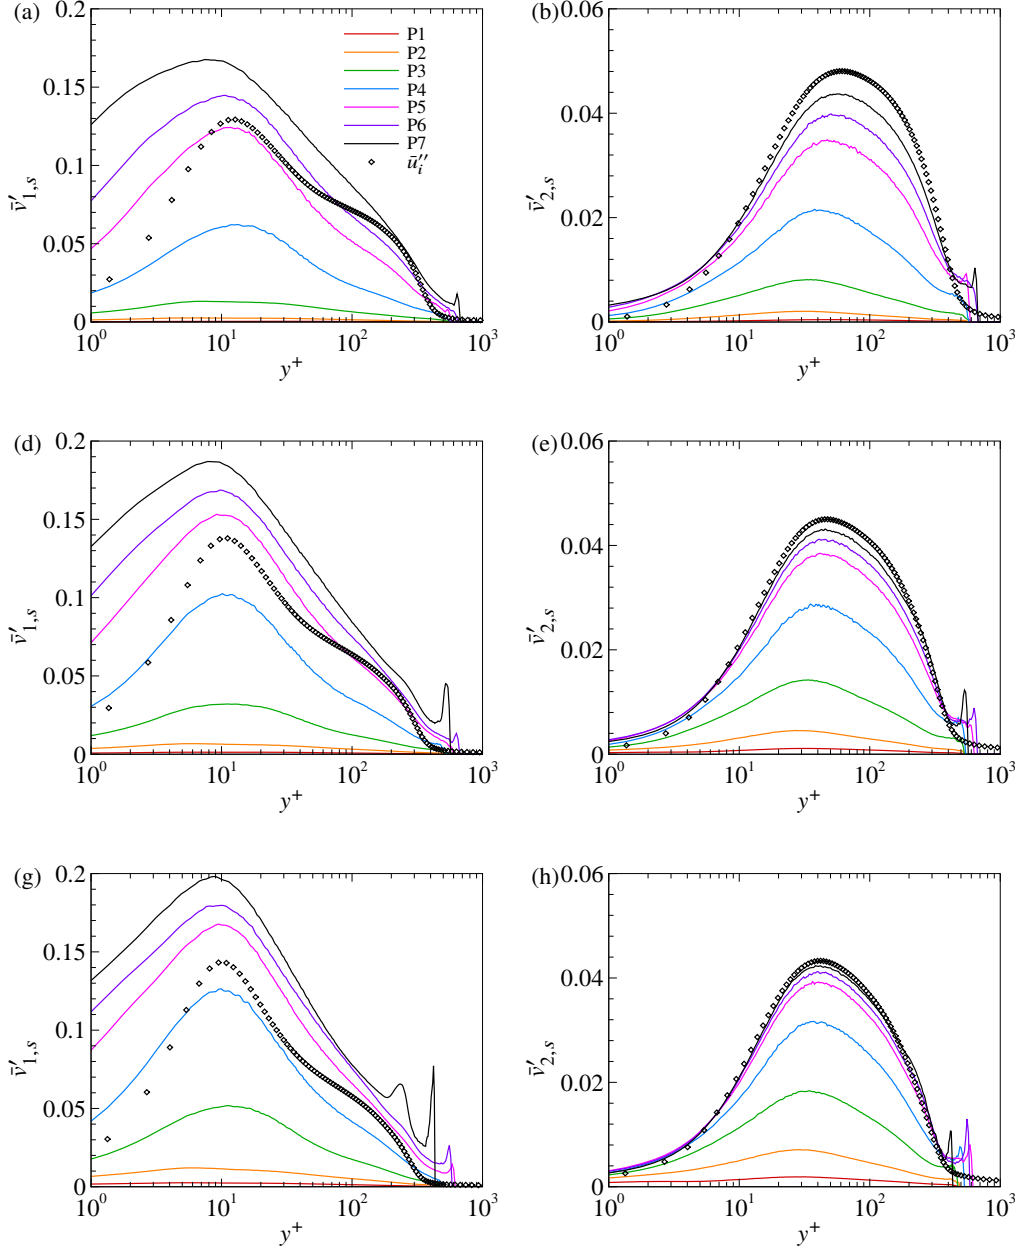 (a)
0.2
0.15
0.1
0.05
0
v̄′1,s
P1
P2
P3
P4
P5
P6
P7
ū″i
10^0 10^1 10^2 10^3
y+
(b)
0.06
0.04
0.02
0
v̄′2,s
10^0 10^1 10^2 10^3
y+
(d)
0.2
0.15
0.1
0.05
0
v̄′1,s
10^0 10^1 10^2 10^3
y+
(e)
0.06
0.04
0.02
0
v̄′2,s
10^0 10^1 10^2 10^3
y+
(g)
0.2
0.15
0.1
0.05
0
v̄′1,s
10^0 10^1 10^2 10^3
y+
(h)
0.06
0.04
0.02
0
v̄′2,s
10^0 10^1 10^2 10^3
y+